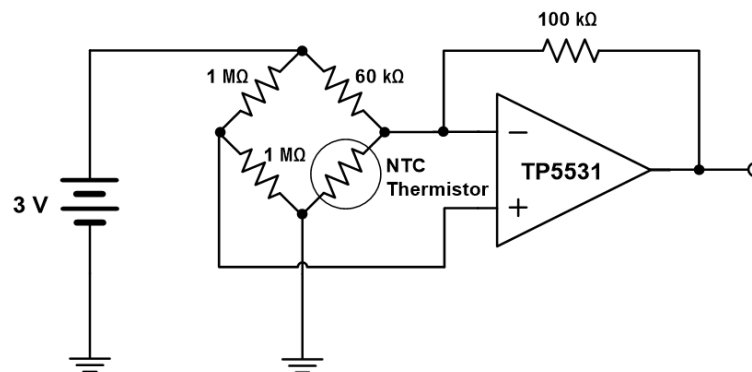 100 kΩ
1 MΩ
60 kΩ
1 MΩ
NTC
Thermistor
−
TP5531
+
3 V